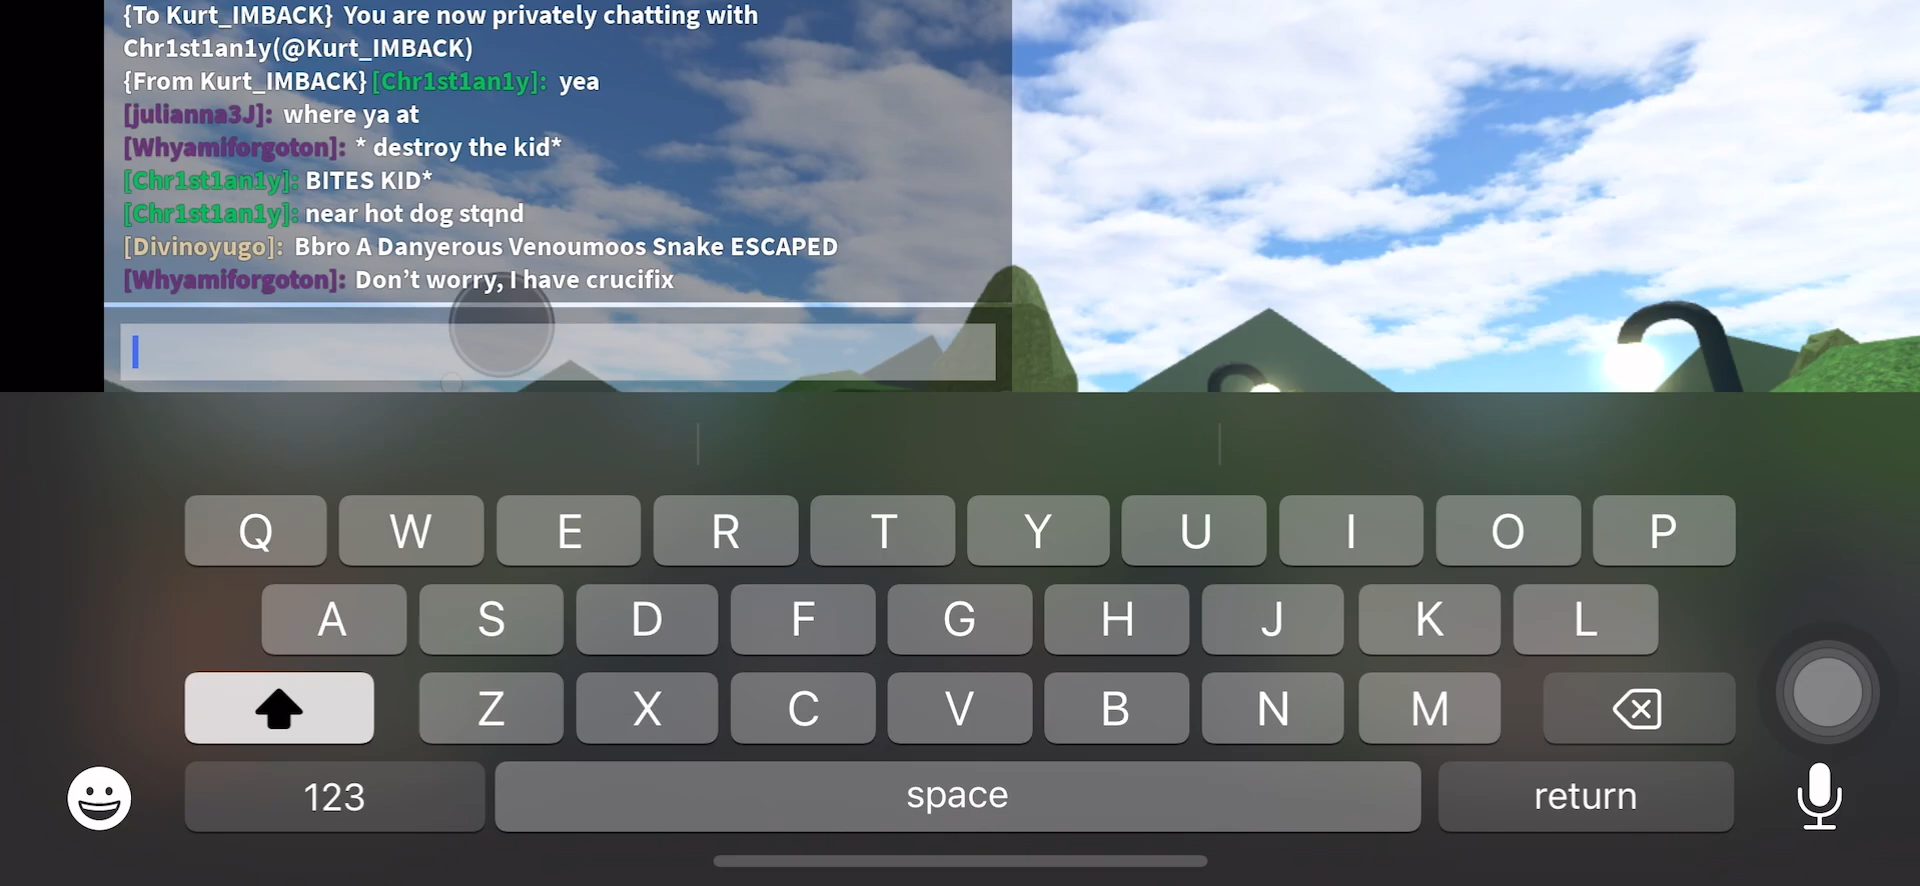 {To Kurt_IMBACK} You are now privately chatting with
Chr1st1an1y(@Kurt_IMBACK)
{From Kurt_IMBACK} [Chr1st1an1y]: yea
[julianna3J]: where ya at
[Whyamiforgoton]: * destroy the kid*
[Chr1st1an1y]: BITES KID*
[Chr1st1an1y]: near hot dog stqnd
[Divinoyugo]: Bbro A Danyerous Venoumoos Snake ESCAPED
[Whyamiforgoton]: Don’t worry, I have crucifix
Q W E R T Y U I O P
A S D F G H J K L
Z X C V B N M
123 space return